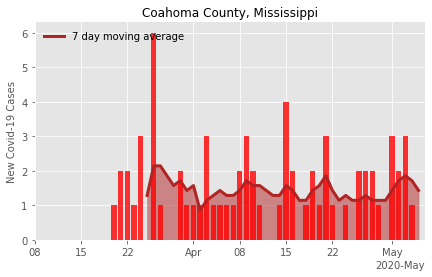 Coahoma County, Mississippi
7 day moving average
New Covid-19 Cases
6
5
4
3
2
1
0
08 15 22 Apr 08 15 22 May
2020-May